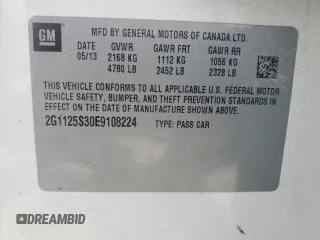 GM
MFD BY GENERAL MOTORS OF CANADA LTD.
DATE GVWR GAWR FRT GAWR RR
05/13 2168 KG 1112 KG 1056 KG
4780 LB 2452 LB 2328 LB
THIS VEHICLE CONFORMS TO ALL APPLICABLE U.S. FEDERAL MOTOR
VEHICLE SAFETY, BUMPER, AND THEFT PREVENTION STANDARDS
IN EFFECT ON THE DATE OF MANUFACTURE SHOWN ABOVE.
2G1125S30E9108224 TYPE: PASS CAR
DREAMBID